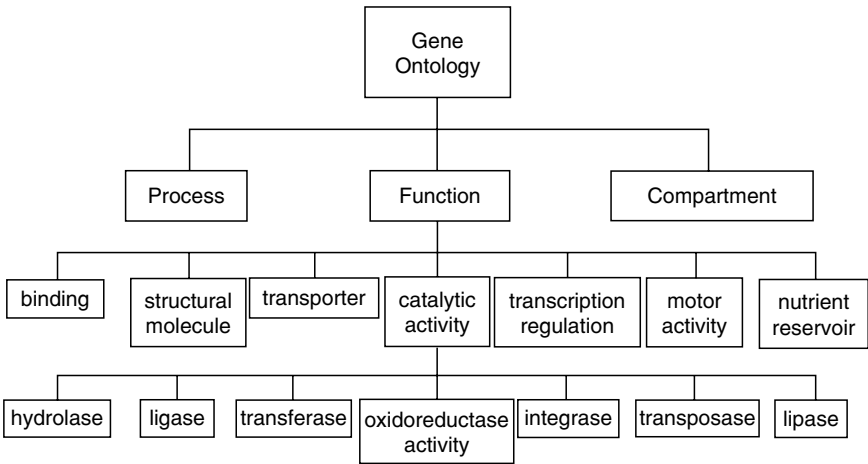 Gene
Ontology
Process
Function
Compartment
binding
structural
molecule
transporter
catalytic
activity
transcription
regulation
motor
activity
nutrient
reservoir
hydrolase
ligase
transferase
oxidoreductase
activity
integrase
transposase
lipase